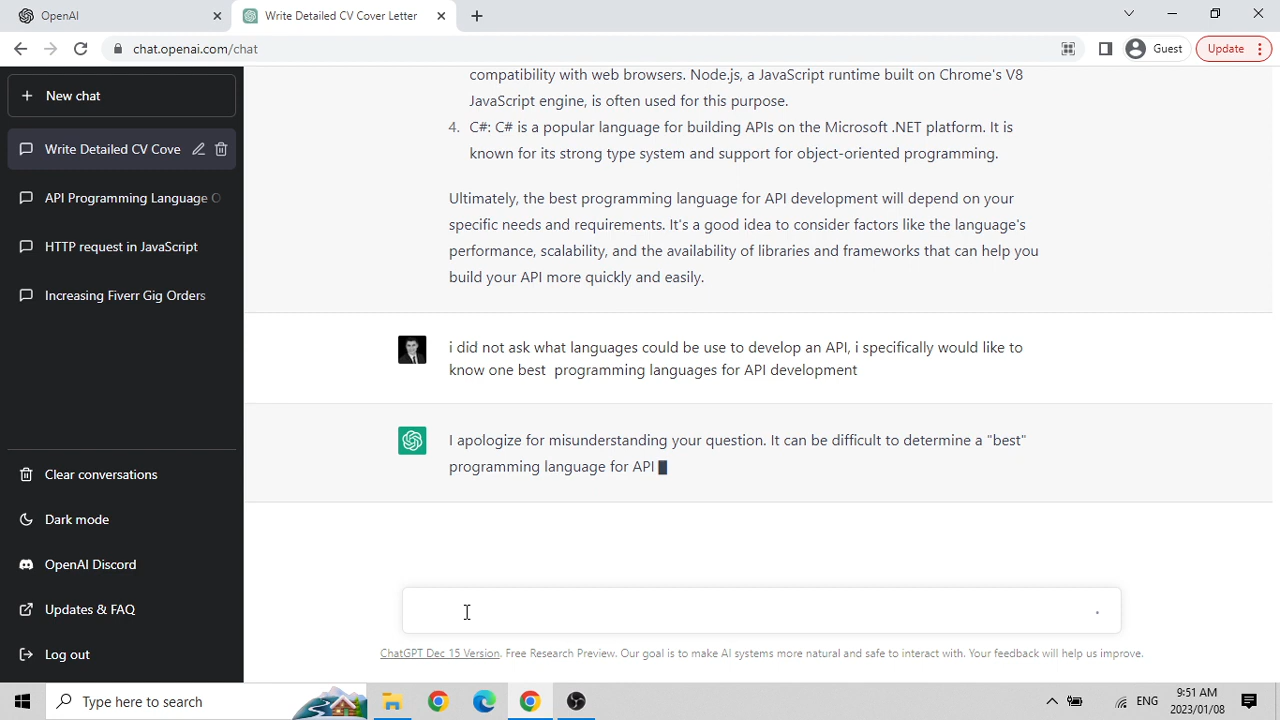 OpenAI
Write Detailed CV Cover Letter
chat.openai.com/chat
Guest
Update
New chat
Write Detailed CV Cove
API Programming Language O
HTTP request in JavaScript
Increasing Fiverr Gig Orders
Clear conversations
Dark mode
OpenAI Discord
Updates & FAQ
Log out
compatibility with web browsers. Node.js, a JavaScript runtime built on Chrome's V8
JavaScript engine, is often used for this purpose.
4. C#: C# is a popular language for building APIs on the Microsoft .NET platform. It is
known for its strong type system and support for object-oriented programming.
Ultimately, the best programming language for API development will depend on your
specific needs and requirements. It's a good idea to consider factors like the language's
performance, scalability, and the availability of libraries and frameworks that can help you
build your API more quickly and easily.
i did not ask what languages could be use to develop an API, i specifically would like to
know one best  programming languages for API development
I apologize for misunderstanding your question. It can be difficult to determine a "best"
programming language for API
ChatGPT Dec 15 Version. Free Research Preview. Our goal is to make AI systems more natural and safe to interact with. Your feedback will help us improve.
Type here to search
ENG
9:51 AM
2023/01/08